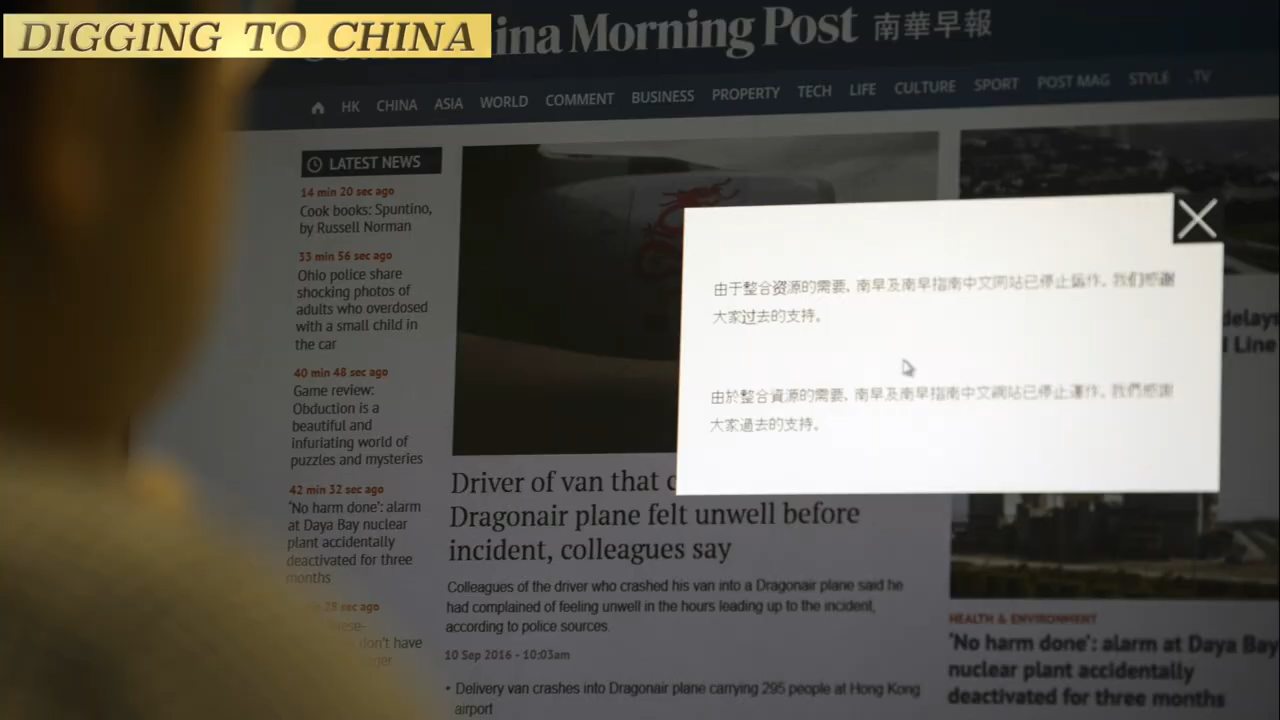 DIGGING TO CHINA
ina Morning Post 南華早報
HK CHINA ASIA WORLD COMMENT BUSINESS PROPERTY TECH LIFE CULTURE SPORT POST MAG STYLE .TV
LATEST NEWS
14 min 20 sec ago
Cook books: Spuntino,
by Russell Norman
33 min 56 sec ago
Ohio police share
shocking photos of
adults who overdosed
with a small child in
the car
40 min 48 sec ago
Game review:
Obduction is a
beautiful and
infuriating world of
puzzles and mysteries
42 min 32 sec ago
'No harm done': alarm
at Daya Bay nuclear
plant accidentally
deactivated for three
months
sec ago
don't have
由于整合资源的需要、南早及南早指南中文网站已停止运作。我们感谢
大家过去的支持。
由於整合資源的需要、南早及南早指南中文網站已停止運作。我們感謝
大家過去的支持。
Driver of van that
Dragonair plane felt unwell before
incident, colleagues say
Colleagues of the driver who crashed his van into a Dragonair plane said he
had complained of feeling unwell in the hours leading up to the incident,
according to police sources.
10 Sep 2016 - 10:03am
• Delivery van crashes into Dragonair plane carrying 295 people at Hong Kong
airport
delays
Line
HEALTH & ENVIRONMENT
'No harm done': alarm at Daya Bay
nuclear plant accidentally
deactivated for three months